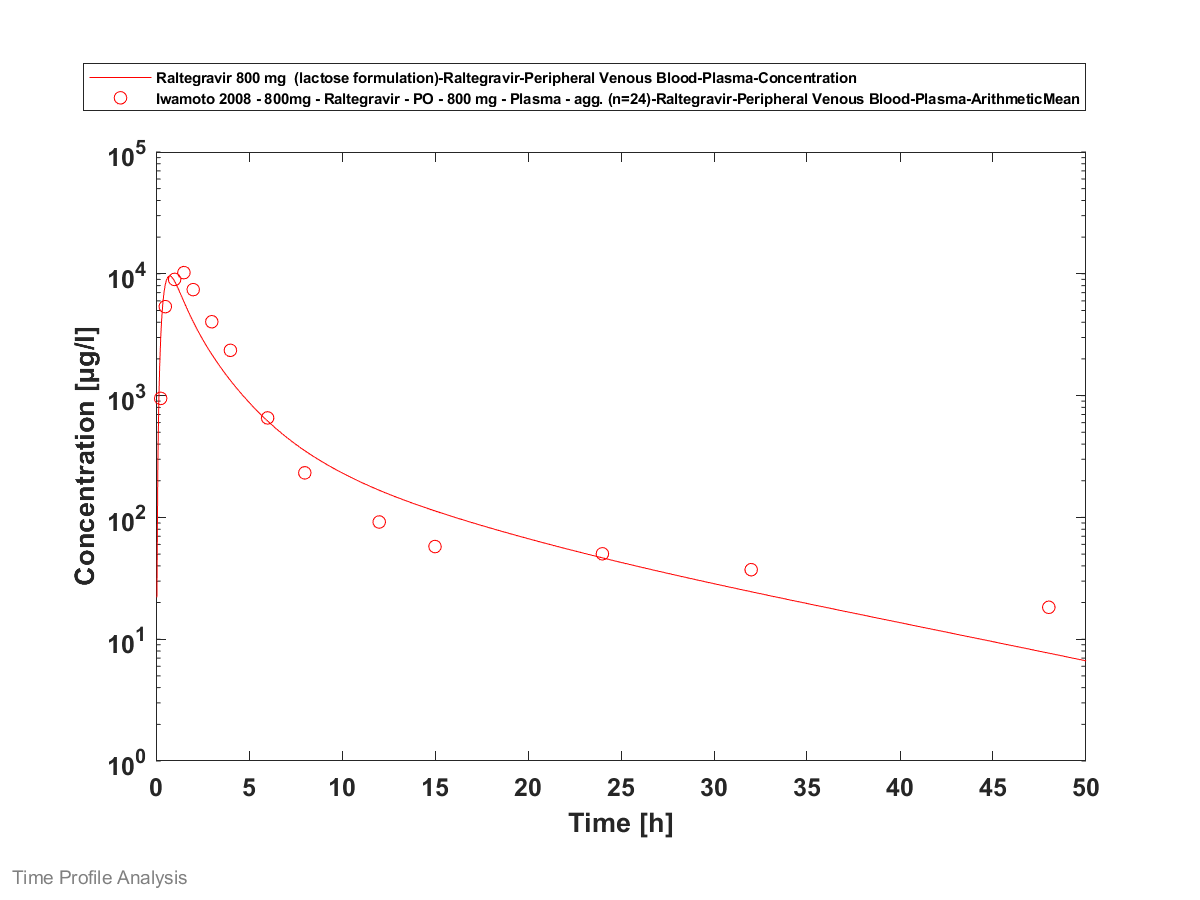 Raltegravir 800 mg  (lactose formulation)-Raltegravir-Peripheral Venous Blood-Plasma-Concentration
Iwamoto 2008 - 800mg - Raltegravir - PO - 800 mg - Plasma - agg. (n=24)-Raltegravir-Peripheral Venous Blood-Plasma-ArithmeticMean
10^5
10^4
10^3
10^2
10^1
10^0
Concentration [µg/l]
0 5 10 15 20 25 30 35 40 45 50
Time [h]
Time Profile Analysis